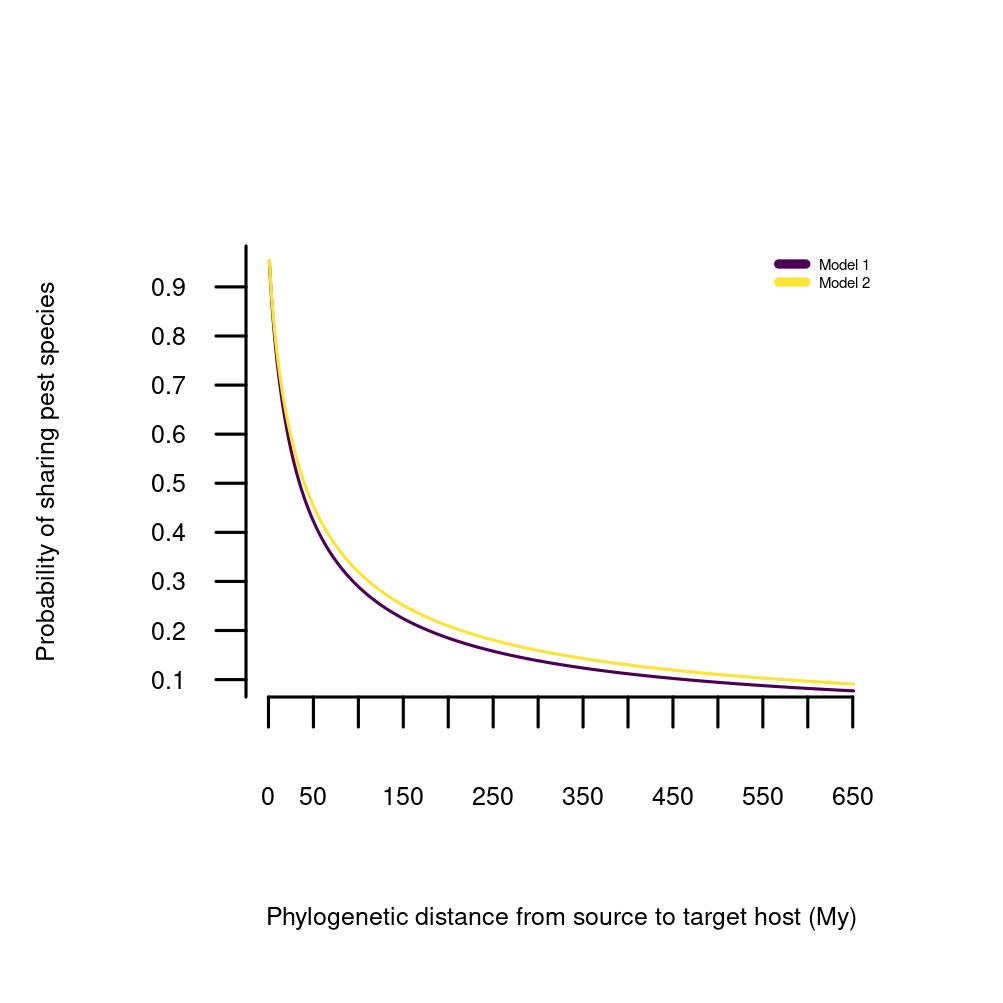 Model 1
Model 2
Probability of sharing pest species
0.9
0.8
0.7
0.6
0.5
0.4
0.3
0.2
0.1
0 50 150 250 350 450 550 650
Phylogenetic distance from source to target host (My)